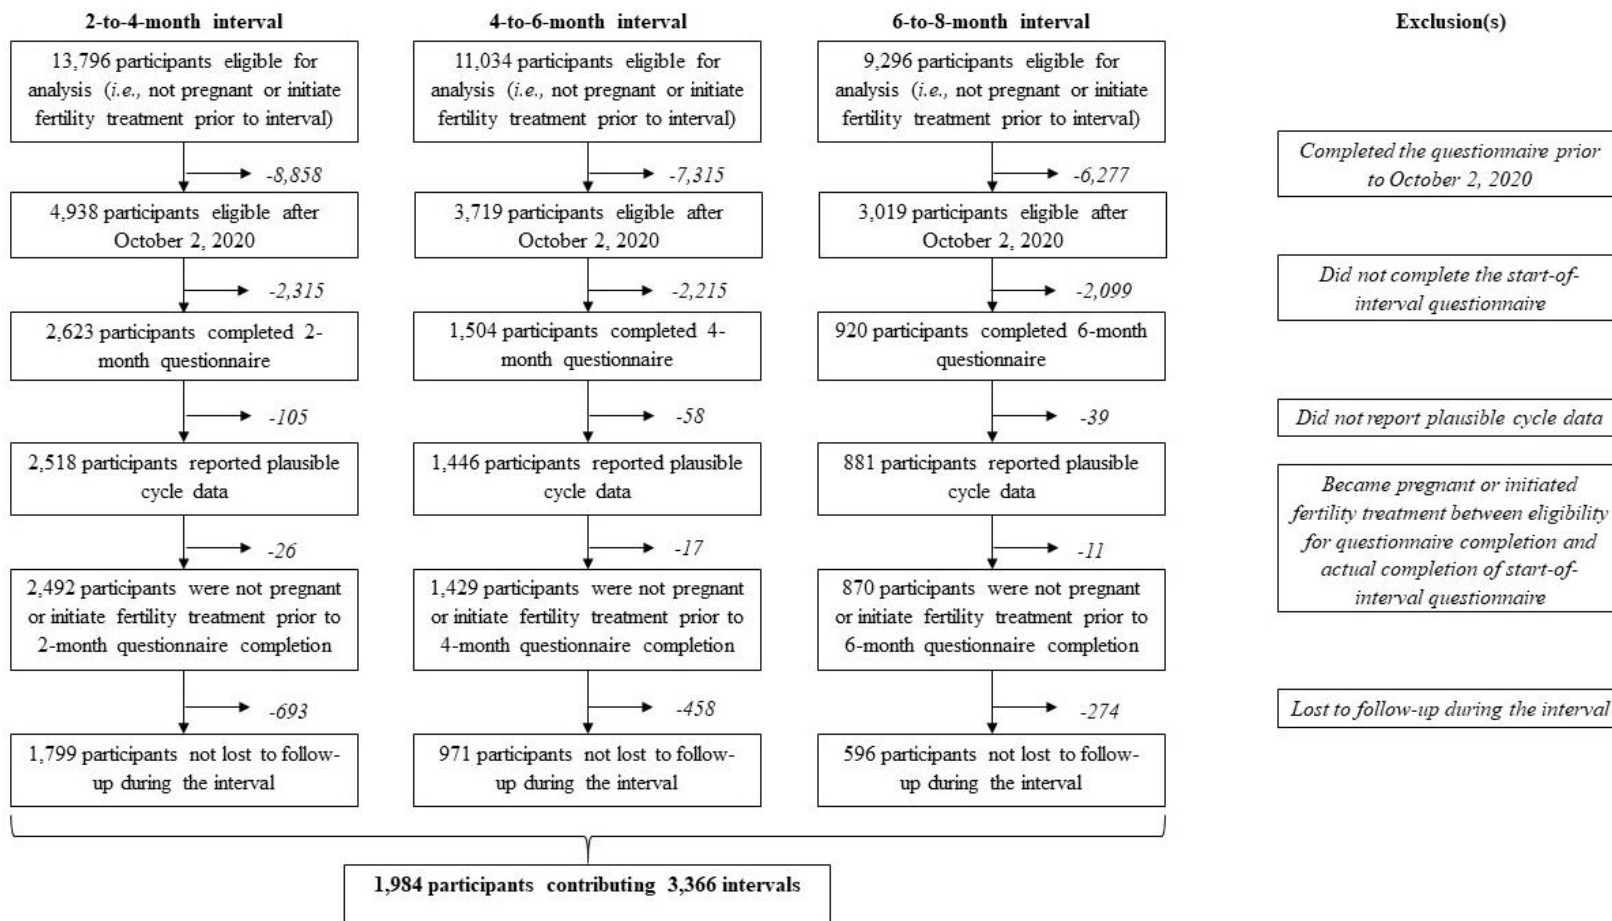 2-to-4-month interval
13,796 participants eligible for
analysis (i.e., not pregnant or initiate
fertility treatment prior to interval)
-8,858
4,938 participants eligible after
October 2, 2020
-2,315
2,623 participants completed 2-
month questionnaire
-105
2,518 participants reported plausible
cycle data
-26
2,492 participants were not pregnant
or initiate fertility treatment prior to
2-month questionnaire completion
-693
1,799 participants not lost to follow-
up during the interval
4-to-6-month interval
11,034 participants eligible for
analysis (i.e., not pregnant or initiate
fertility treatment prior to interval)
-7,315
3,719 participants eligible after
October 2, 2020
-2,215
1,504 participants completed 4-
month questionnaire
-58
1,446 participants reported plausible
cycle data
-17
1,429 participants were not pregnant
or initiate fertility treatment prior to
4-month questionnaire completion
-458
971 participants not lost to follow-
up during the interval
6-to-8-month interval
9,296 participants eligible for
analysis (i.e., not pregnant or initiate
fertility treatment prior to interval)
-6,277
3,019 participants eligible after
October 2, 2020
-2,099
920 participants completed 6-month
questionnaire
-39
881 participants reported plausible
cycle data
-11
870 participants were not pregnant
or initiate fertility treatment prior to
6-month questionnaire completion
-274
596 participants not lost to follow-
up during the interval
Exclusion(s)
Completed the questionnaire prior
to October 2, 2020
Did not complete the start-of-
interval questionnaire
Did not report plausible cycle data
Became pregnant or initiated
fertility treatment between eligibility
for questionnaire completion and
actual completion of start-of-
interval questionnaire
Lost to follow-up during the interval
1,984 participants contributing 3,366 intervals